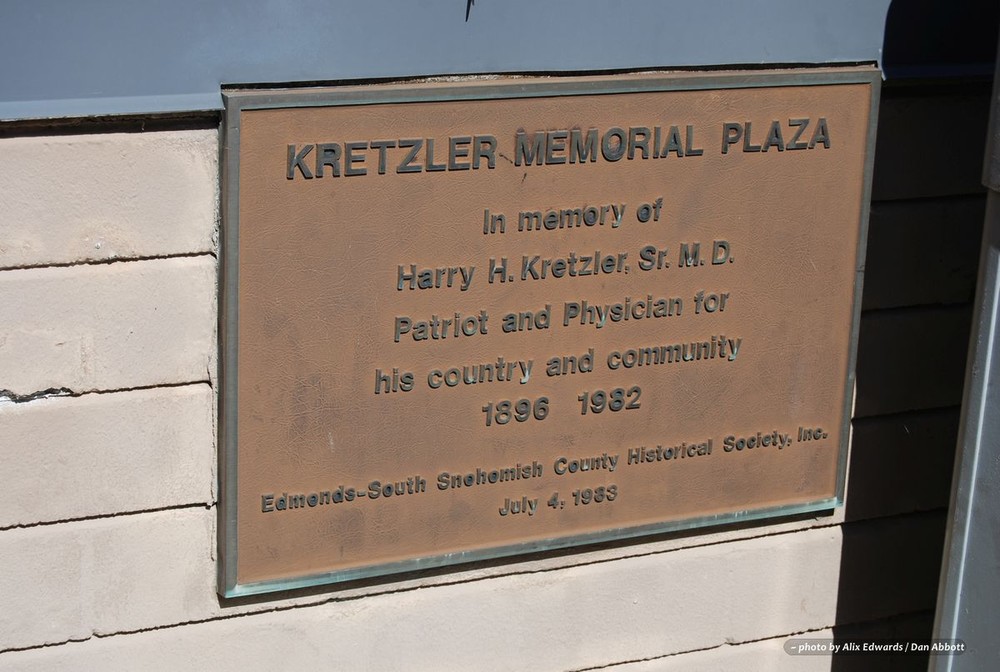 KRETZLER MEMORIAL PLAZA
In memory of
Harry H. Kretzler, Sr. M. D.
Patriot and Physician for
his country and community
1896 1982
Edmonds-South Snohomish County Historical Society, Inc.
July 4, 1983
~ photo by Alix Edwards / Dan Abbott